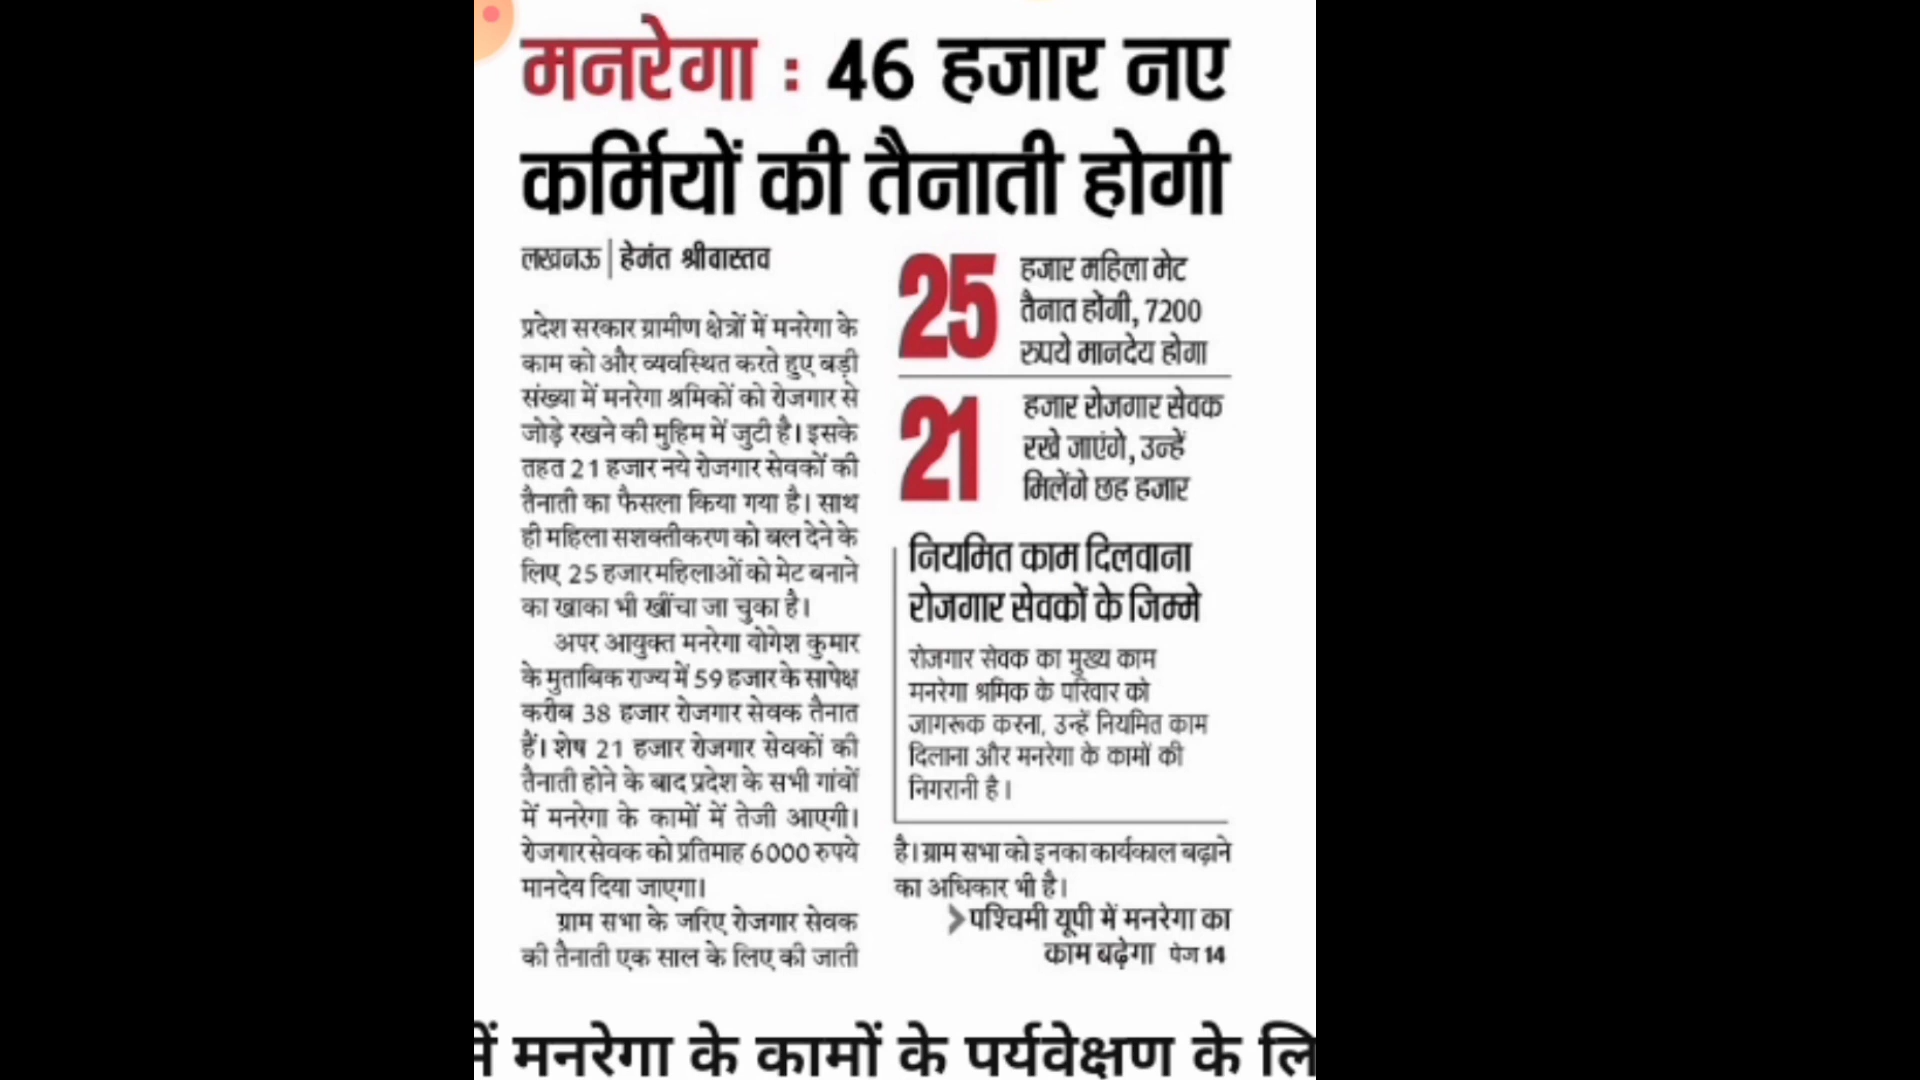 मनरेगा : 46 हजार नए
कर्मियों की तैनाती होगी
लखनऊ | हेमंत श्रीवास्तव
प्रदेश सरकार ग्रामीण क्षेत्रों में मनरेगा के
काम को और व्यवस्थित करते हुए बड़ी
संख्या में मनरेगा श्रमिकों को रोजगार से
जोड़े रखने की मुहिम में जुटी है। इसके
तहत 21 हजार नये रोजगार सेवकों की
तैनाती का फैसला किया गया है। साथ
ही महिला सशक्तीकरण को बल देने के
लिए 25 हजार महिलाओं को मेट बनाने
का खाका भी खींचा जा चुका है।
अपर आयुक्त मनरेगा योगेश कुमार
के मुताबिक राज्य में 59 हजार के सापेक्ष
करीब 38 हजार रोजगार सेवक तैनात
हैं। शेष 21 हजार रोजगार सेवकों की
तैनाती होने के बाद प्रदेश के सभी गांवों
में मनरेगा के कामों में तेजी आएगी।
रोजगार सेवक को प्रतिमाह 6000 रुपये
मानदेय दिया जाएगा।
ग्राम सभा के जरिए रोजगार सेवक
की तैनाती एक साल के लिए की जाती
25 हजार महिला मेट
तैनात होंगी, 7200
रुपये मानदेय होगा
21 हजार रोजगार सेवक
रखे जाएंगे, उन्हें
मिलेंगे छह हजार
नियमित काम दिलवाना
रोजगार सेवकों के जिम्मे
रोजगार सेवक का मुख्य काम
मनरेगा श्रमिक के परिवार को
जागरूक करना, उन्हें नियमित काम
दिलाना और मनरेगा के कामों की
निगरानी है।
है। ग्राम सभा को इनका कार्यकाल बढ़ाने
का अधिकार भी है।
पश्चिमी यूपी में मनरेगा का
काम बढ़ेगा पेज 14
में मनरेगा के कामों के पर्यवेक्षण के लि